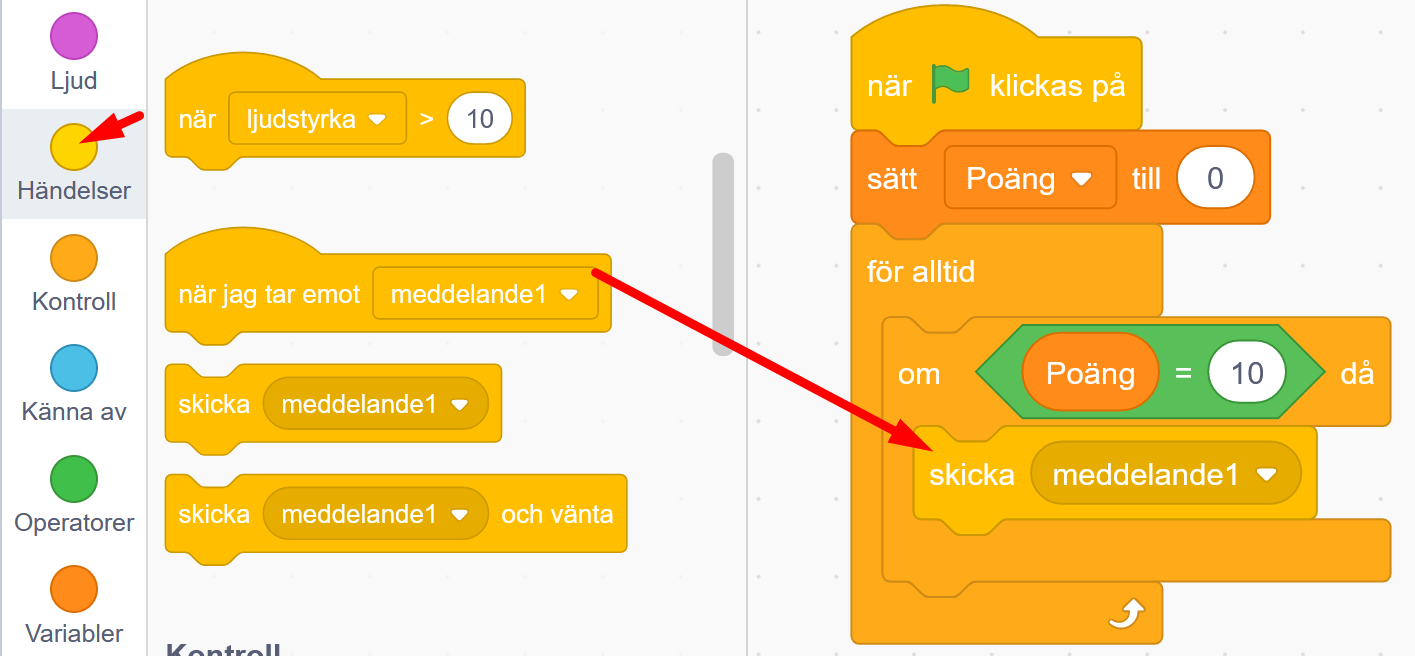 Ljud
Händelser
Kontroll
Känna av
Operatorer
Variabler
när ljudstyrka > 10
när jag tar emot meddelande1
skicka meddelande1
skicka meddelande1 och vänta
Kontroll
när klickas på
sätt Poäng till 0
för alltid
om Poäng = 10 då
skicka meddelande1